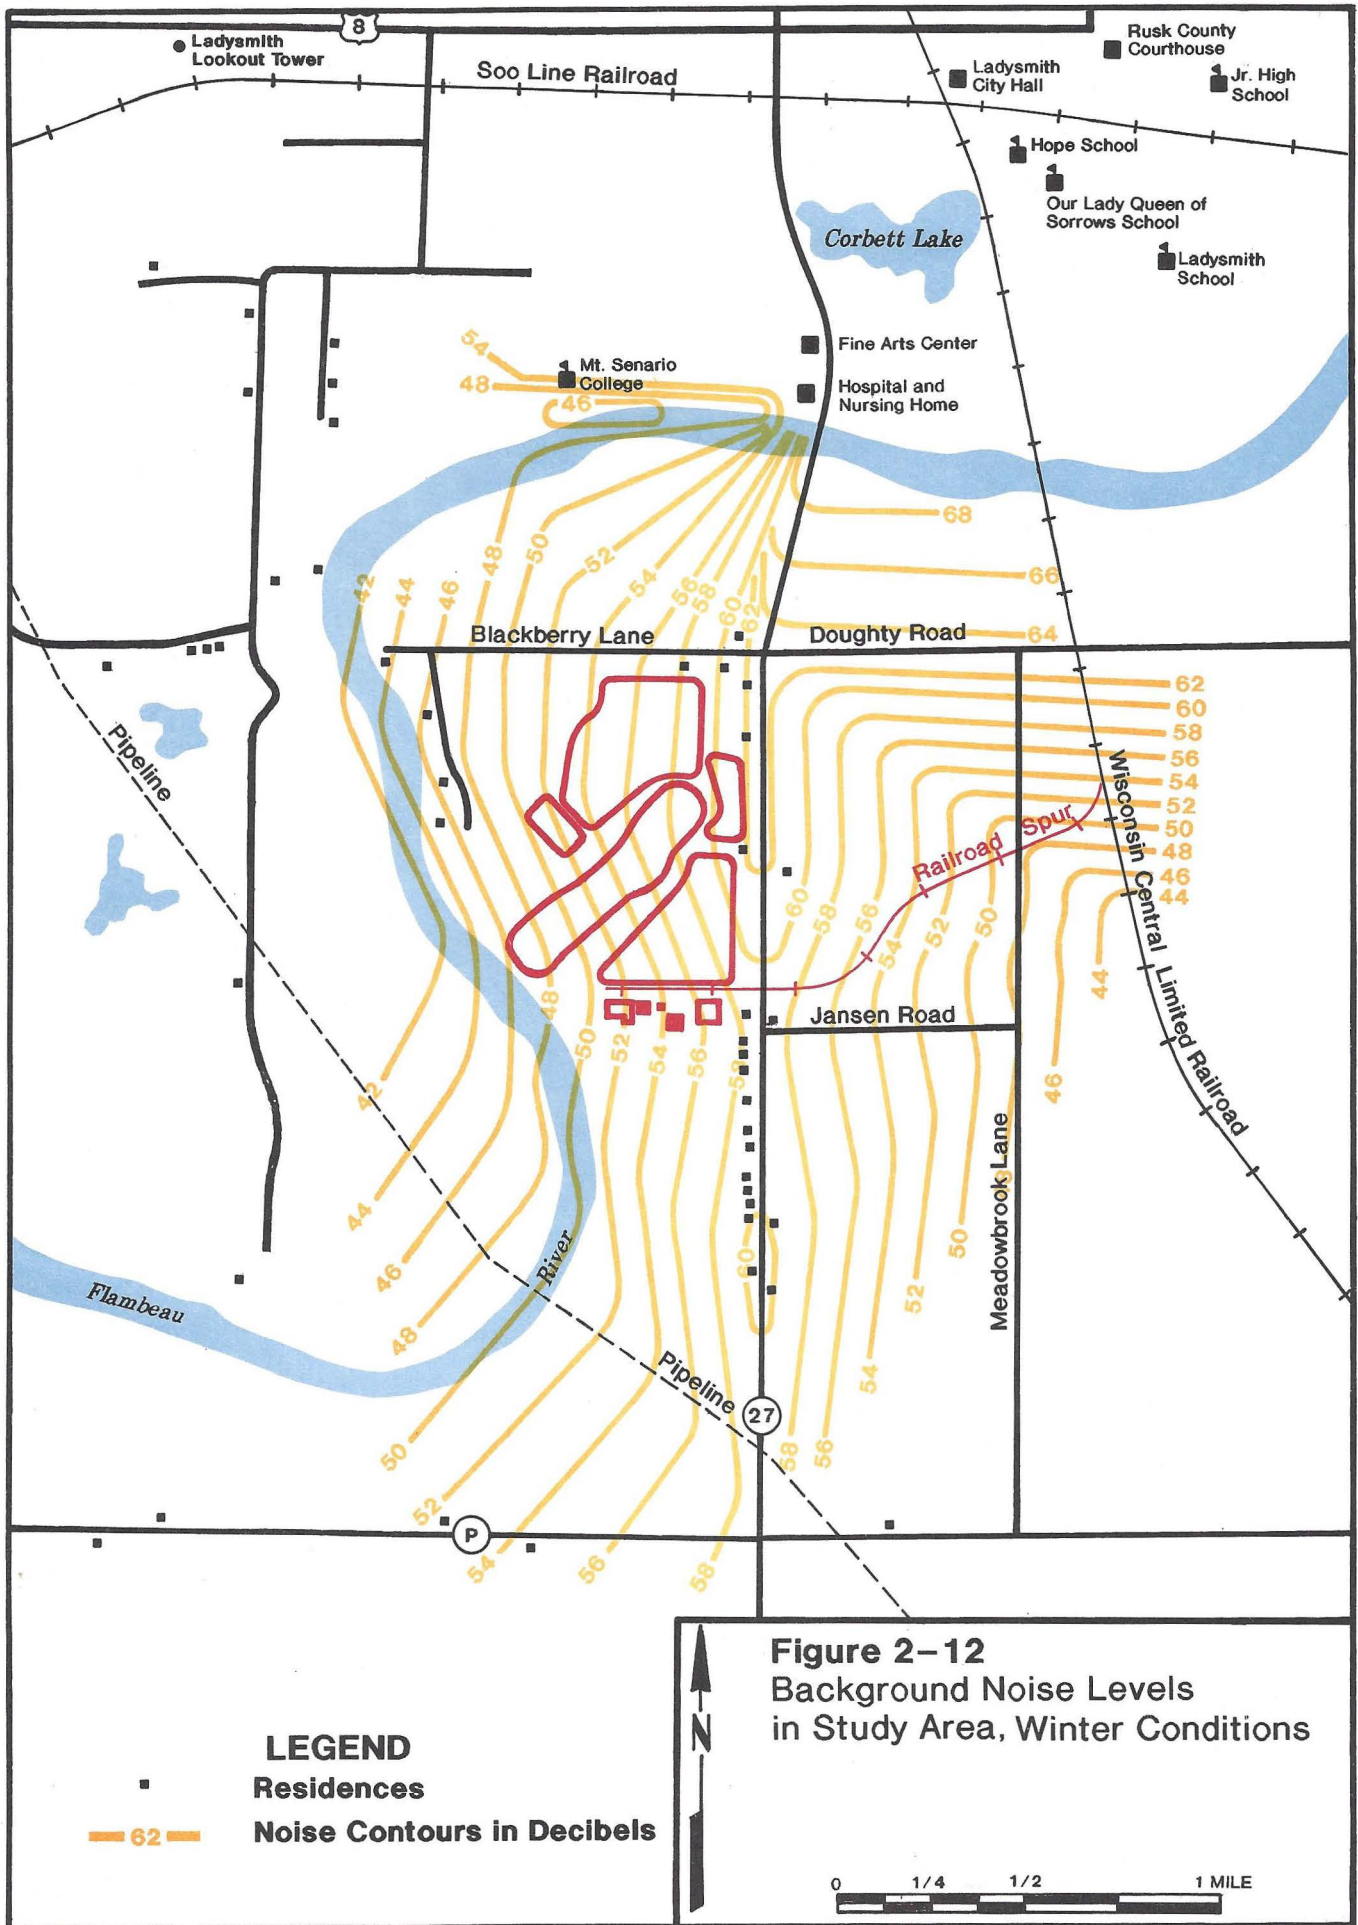 8
Ladysmith
Lookout Tower
Soo Line Railroad
Rusk County
Courthouse
Ladysmith
City Hall
Jr. High
School
Hope School
Our Lady Queen of
Sorrows School
Ladysmith
School
Corbett Lake
Fine Arts Center
Hospital and
Nursing Home
Mt. Senario
College
54
48
46
68
66
64
42
44
46
48
50
52
54
56
58
60
62
Blackberry Lane
Doughty Road
62
60
58
56
54
52
50
48
46
44
Pipeline
Railroad Spur
Wisconsin Central Limited Railroad
60
58
56
54
52
50
44
46
48
50
52
54
56
58
Jansen Road
Meadowbrook Lane
42
44
46
48
50
52
54
56
58
60
58
56
54
52
50
Flambeau
River
Pipeline
27
P
Figure 2-12
Background Noise Levels
in Study Area, Winter Conditions
N
LEGEND
Residences
62
Noise Contours in Decibels
0 1/4 1/2 1 MILE